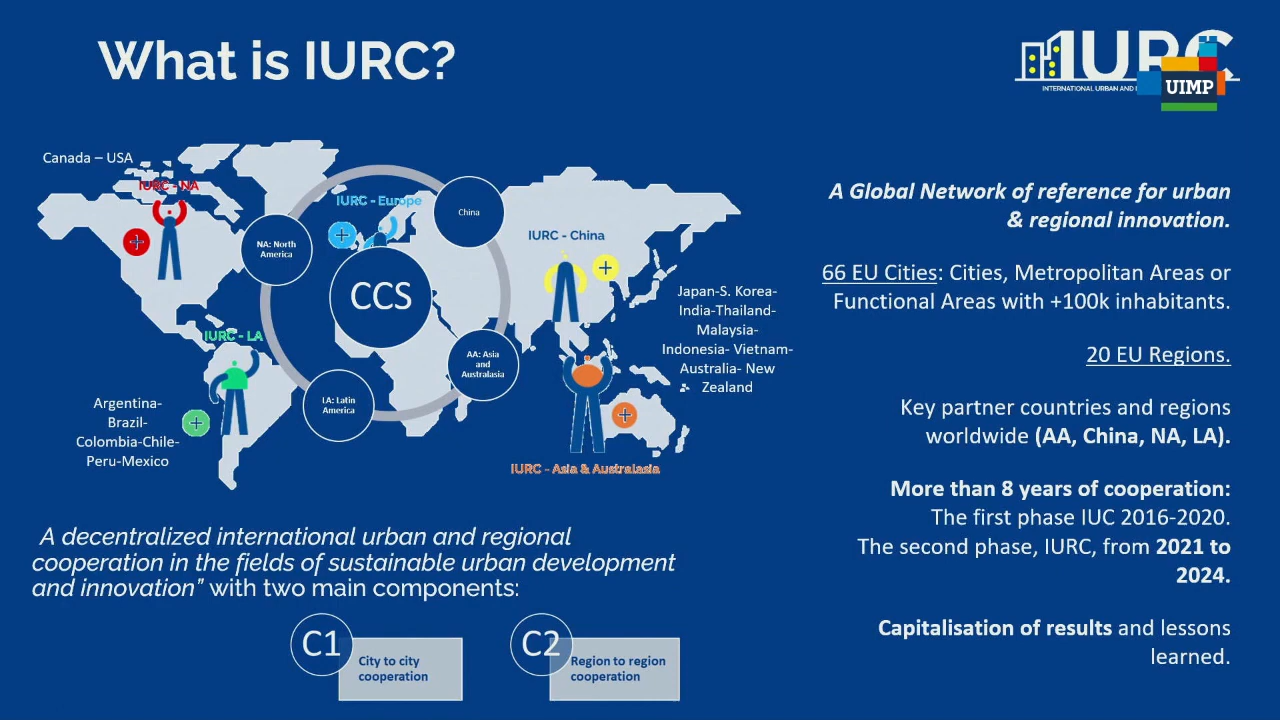 What is IURC?
IURC
INTERNATIONAL URBAN AND
UIMP
Canada – USA
IURC - NA
IURC - Europe
China
NA: North
America
CCS
IURC - China
IURC - LA
AA: Asia
and
Australasia
LA: Latin
America
Japan-S. Korea-
India-Thailand-
Malaysia-
Indonesia- Vietnam-
Australia- New
Zealand
Argentina-
Brazil-
Colombia-Chile-
Peru-Mexico
IURC - Asia & Australasia
A Global Network of reference for urban
& regional innovation.
66 EU Cities: Cities, Metropolitan Areas or
Functional Areas with +100k inhabitants.
20 EU Regions.
Key partner countries and regions
worldwide (AA, China, NA, LA).
More than 8 years of cooperation:
The first phase IUC 2016-2020.
The second phase, IURC, from 2021 to
2024.
Capitalisation of results and lessons
learned.
A decentralized international urban and regional
cooperation in the fields of sustainable urban development
and innovation” with two main components:
C1
City to city
cooperation
C2
Region to region
cooperation